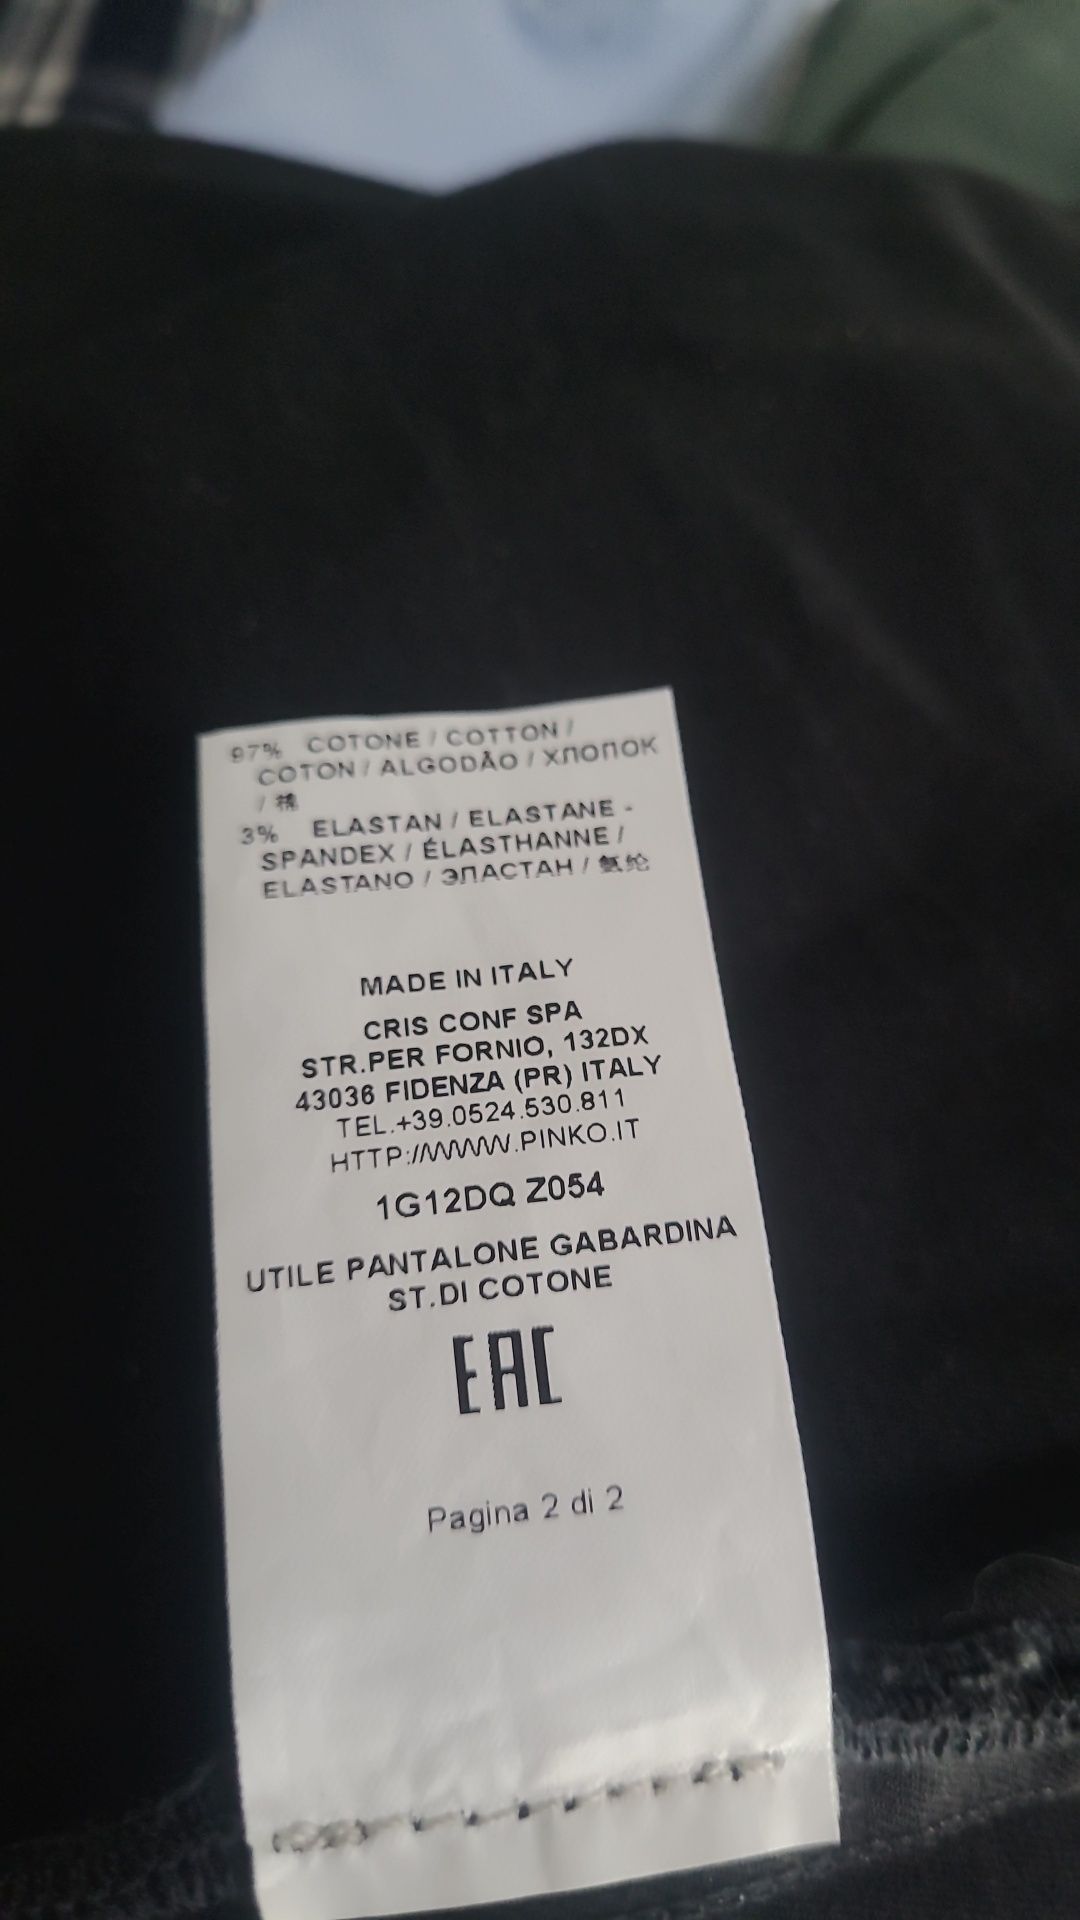 97% COTONE / COTTON /
COTON / ALGODÃO / ХЛОПОК
/ 棉
3% ELASTAN / ELASTANE -
SPANDEX / ÉLASTHANNE /
ELASTANO / ЭЛАСТАН / 氨纶
MADE IN ITALY
CRIS CONF SPA
STR.PER FORNIO, 132DX
43036 FIDENZA (PR) ITALY
TEL.+39.0524.530.811
HTTP://WWW.PINKO.IT
1G12DQ Z054
UTILE PANTALONE GABARDINA
ST.DI COTONE
EAC
Pagina 2 di 2